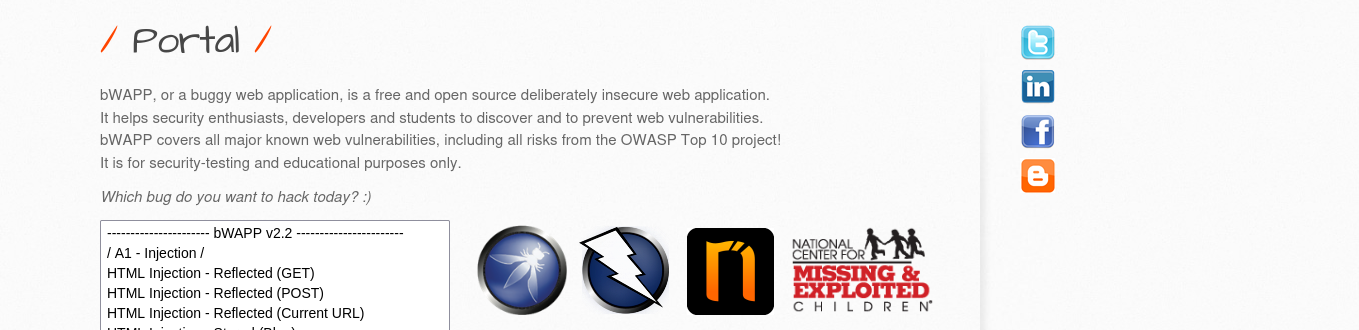 / Portal /
bWAPP, or a buggy web application, is a free and open source deliberately insecure web application.
It helps security enthusiasts, developers and students to discover and to prevent web vulnerabilities.
bWAPP covers all major known web vulnerabilities, including all risks from the OWASP Top 10 project!
It is for security-testing and educational purposes only.
Which bug do you want to hack today? :)
---------------------- bWAPP v2.2 -----------------------
/ A1 - Injection /
HTML Injection - Reflected (GET)
HTML Injection - Reflected (POST)
HTML Injection - Reflected (Current URL)
NATIONAL
CENTER FOR
MISSING &
EXPLOITED
CHILDREN
t
in
f